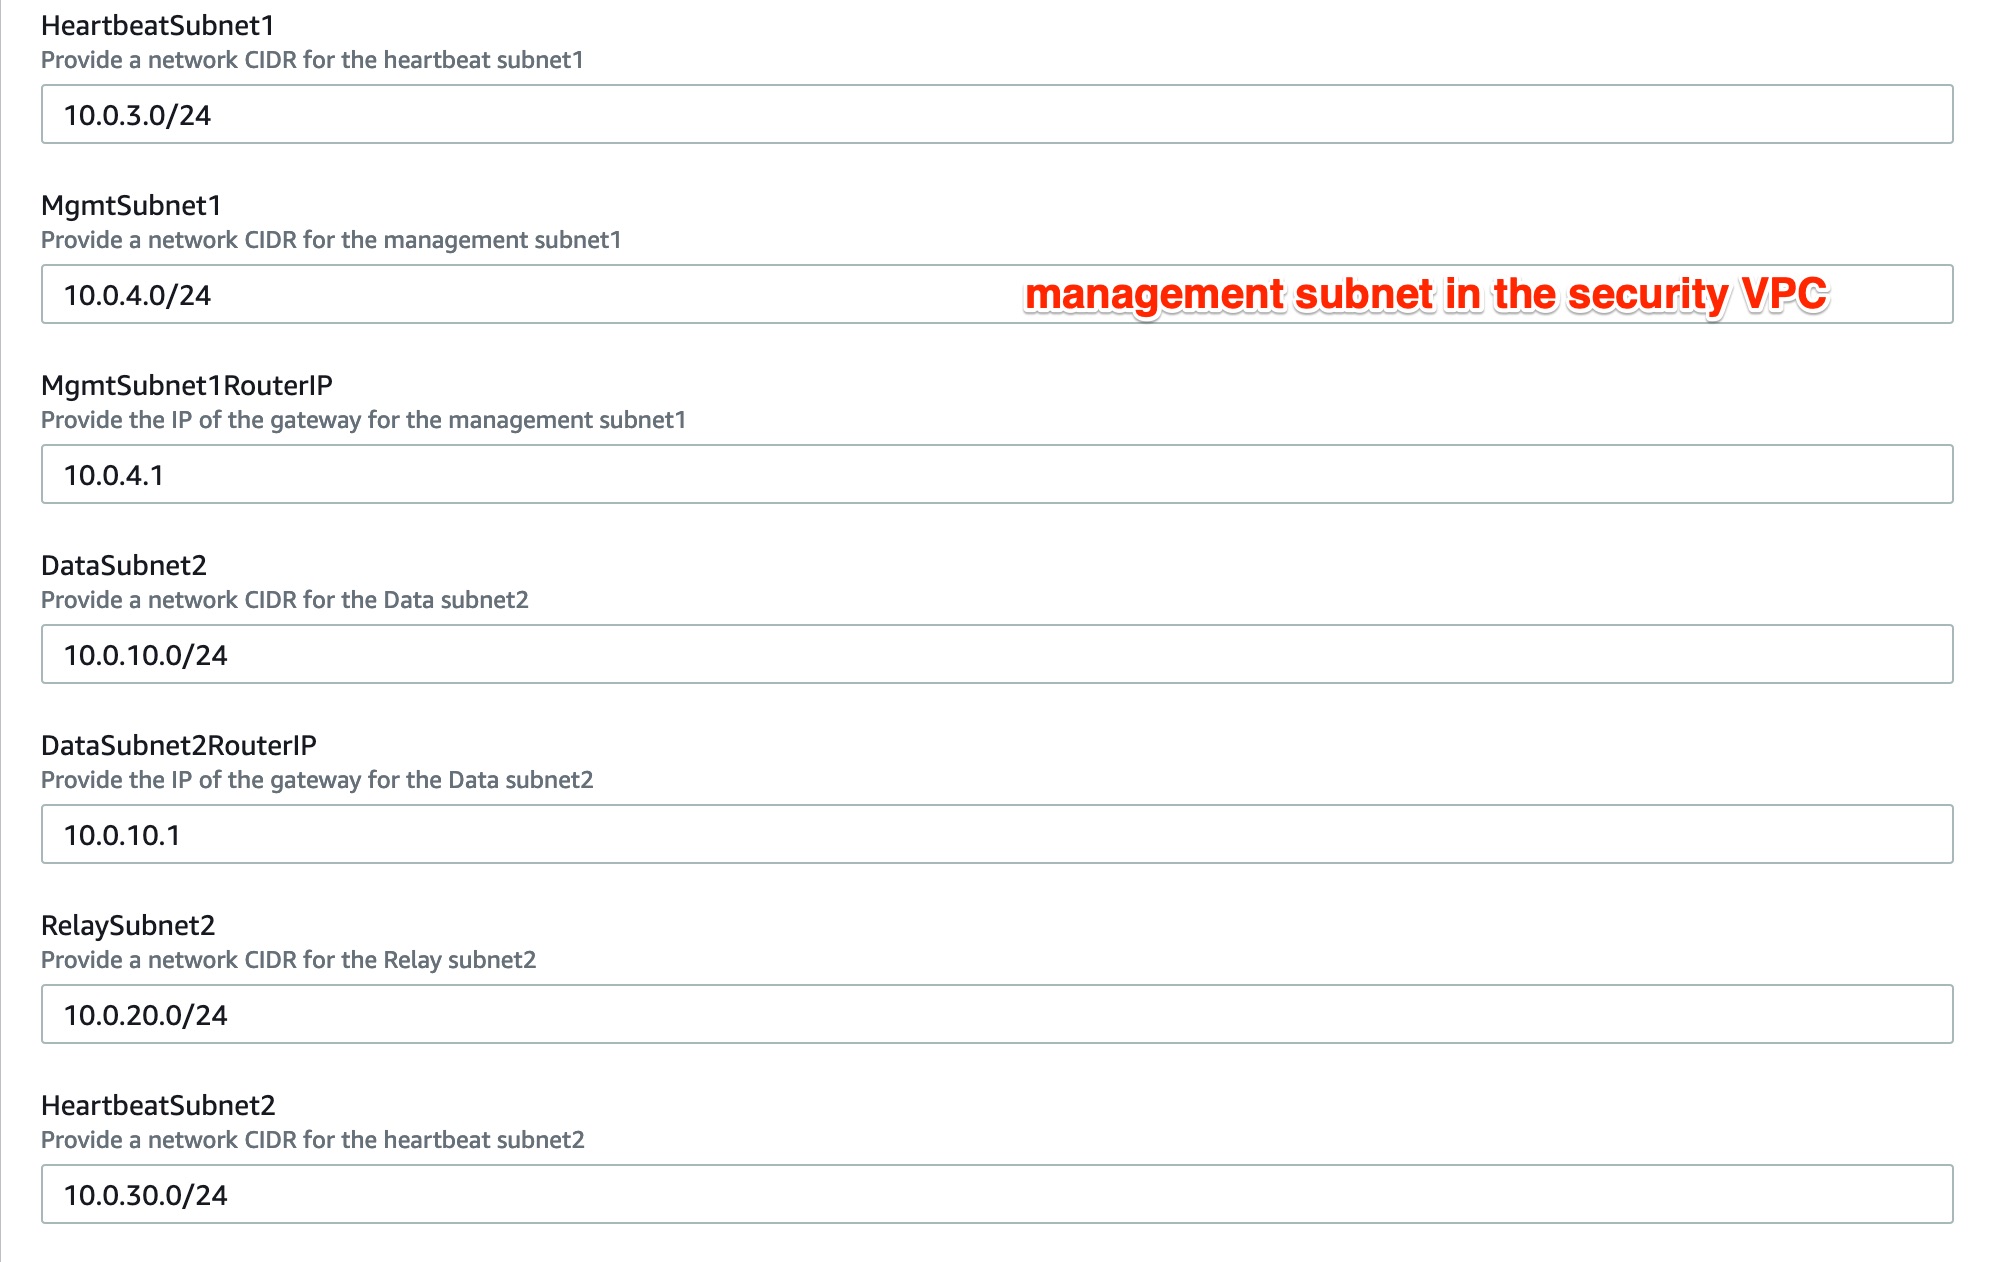 HeartbeatSubnet1
Provide a network CIDR for the heartbeat subnet1
10.0.3.0/24
MgmtSubnet1
Provide a network CIDR for the management subnet1
10.0.4.0/24
management subnet in the security VPC
MgmtSubnet1RouterIP
Provide the IP of the gateway for the management subnet1
10.0.4.1
DataSubnet2
Provide a network CIDR for the Data subnet2
10.0.10.0/24
DataSubnet2RouterIP
Provide the IP of the gateway for the Data subnet2
10.0.10.1
RelaySubnet2
Provide a network CIDR for the Relay subnet2
10.0.20.0/24
HeartbeatSubnet2
Provide a network CIDR for the heartbeat subnet2
10.0.30.0/24